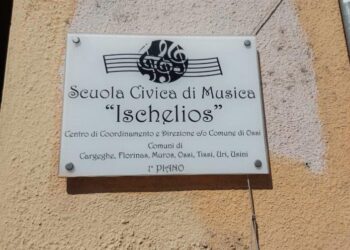 Scuola Civica di Musica
"Ischelios"
Centro di Coordinamento e Direzione c/o Comune di Ossi
Comuni di
Cargeghe, Florinas, Muros, Ossi, Tissi, Uri, Usini
1° PIANO